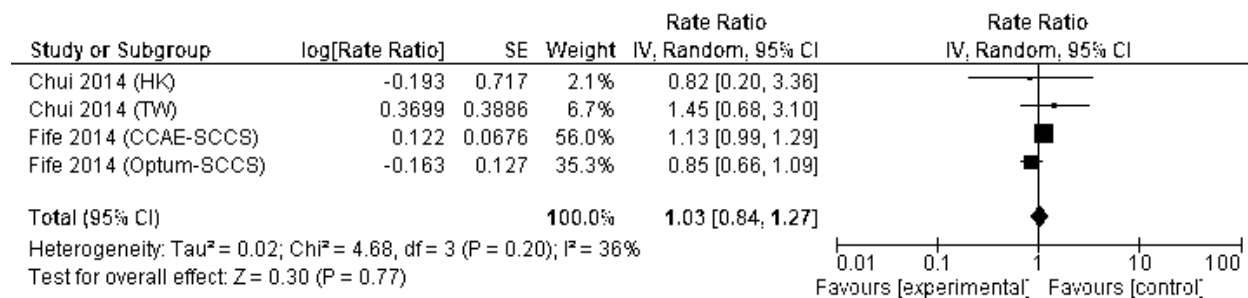 Rate Ratio Rate Ratio
Study or Subgroup log[Rate Ratio] SE Weight IV, Random, 95% CI IV, Random, 95% CI
Chui 2014 (HK) -0.193 0.717 2.1% 0.82 [0.20, 3.36]
Chui 2014 (TW) 0.3699 0.3886 6.7% 1.45 [0.68, 3.10]
Fife 2014 (CCAE-SCCS) 0.122 0.0676 56.0% 1.13 [0.99, 1.29]
Fife 2014 (Optum-SCCS) -0.163 0.127 35.3% 0.85 [0.66, 1.09]
Total (95% CI) 100.0% 1.03 [0.84, 1.27]
Heterogeneity: Tau² = 0.02; Chi² = 4.68, df = 3 (P = 0.20); I² = 36%
Test for overall effect: Z = 0.30 (P = 0.77)
0.01 0.1 1 10 100
Favours [experimental] Favours [control]